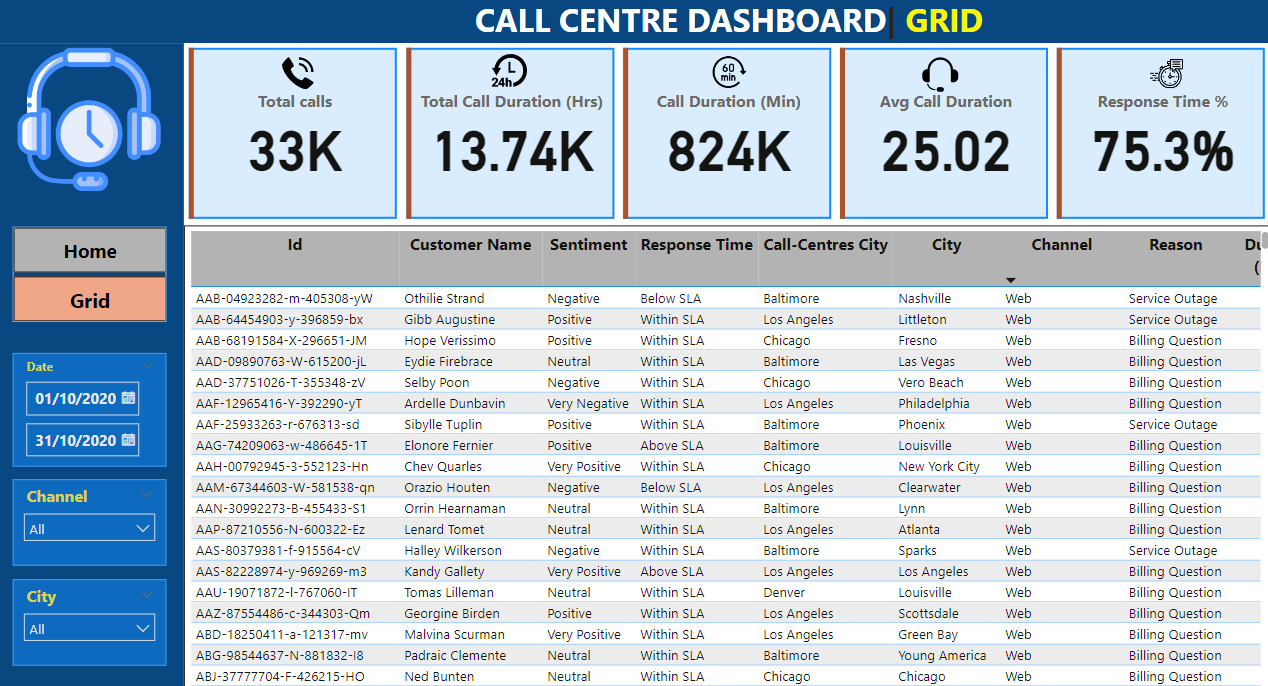 CALL CENTRE DASHBOARD| GRID
24h
60 min
Total calls
33K
Total Call Duration (Hrs)
13.74K
Call Duration (Min)
824K
Avg Call Duration
25.02
Response Time %
75.3%
Home
Grid
Date
01/10/2020
31/10/2020
Channel
All
City
All
Id Customer Name Sentiment Response Time Call-Centres City City Channel Reason
AAB-04923282-m-405308-yW Othilie Strand Negative Below SLA Baltimore Nashville Web Service Outage
AAB-64454903-y-396859-bx Gibb Augustine Positive Within SLA Los Angeles Littleton Web Service Outage
AAB-68191584-X-296651-JM Hope Verissimo Positive Within SLA Chicago Fresno Web Billing Question
AAD-09890763-W-615200-jL Eydie Firebrace Neutral Within SLA Baltimore Las Vegas Web Billing Question
AAD-37751026-T-355348-zV Selby Poon Negative Within SLA Chicago Vero Beach Web Billing Question
AAF-12965416-Y-392290-yT Ardelle Dunbavin Very Negative Within SLA Los Angeles Philadelphia Web Billing Question
AAF-25933263-r-676313-sd Sibylle Tuplin Positive Within SLA Baltimore Phoenix Web Service Outage
AAG-74209063-w-486645-1T Elonore Fernier Positive Above SLA Baltimore Louisville Web Billing Question
AAH-00792945-3-552123-Hn Chev Quarles Very Positive Within SLA Chicago New York City Web Billing Question
AAM-67344603-W-581538-qn Orazio Houten Negative Below SLA Los Angeles Clearwater Web Billing Question
AAN-30992273-B-455433-S1 Orrin Hearnaman Neutral Within SLA Baltimore Lynn Web Billing Question
AAP-87210556-N-600322-Ez Lenard Tomet Neutral Within SLA Los Angeles Atlanta Web Billing Question
AAS-80379381-f-915564-cV Halley Wilkerson Negative Within SLA Baltimore Sparks Web Service Outage
AAS-82228974-y-969269-m3 Kandy Gallety Very Positive Above SLA Los Angeles Los Angeles Web Billing Question
AAU-19071872-l-767060-IT Tomas Lilleman Neutral Within SLA Denver Louisville Web Billing Question
AAZ-87554486-c-344303-Qm Georgine Birden Positive Within SLA Los Angeles Scottsdale Web Billing Question
ABD-18250411-a-121317-mv Malvina Scurman Very Positive Within SLA Los Angeles Green Bay Web Billing Question
ABG-98544637-N-881832-I8 Padraic Clemente Neutral Within SLA Baltimore Young America Web Billing Question
ABJ-37777704-F-426215-HO Ned Bunten Neutral Within SLA Chicago Chicago Web Billing Question